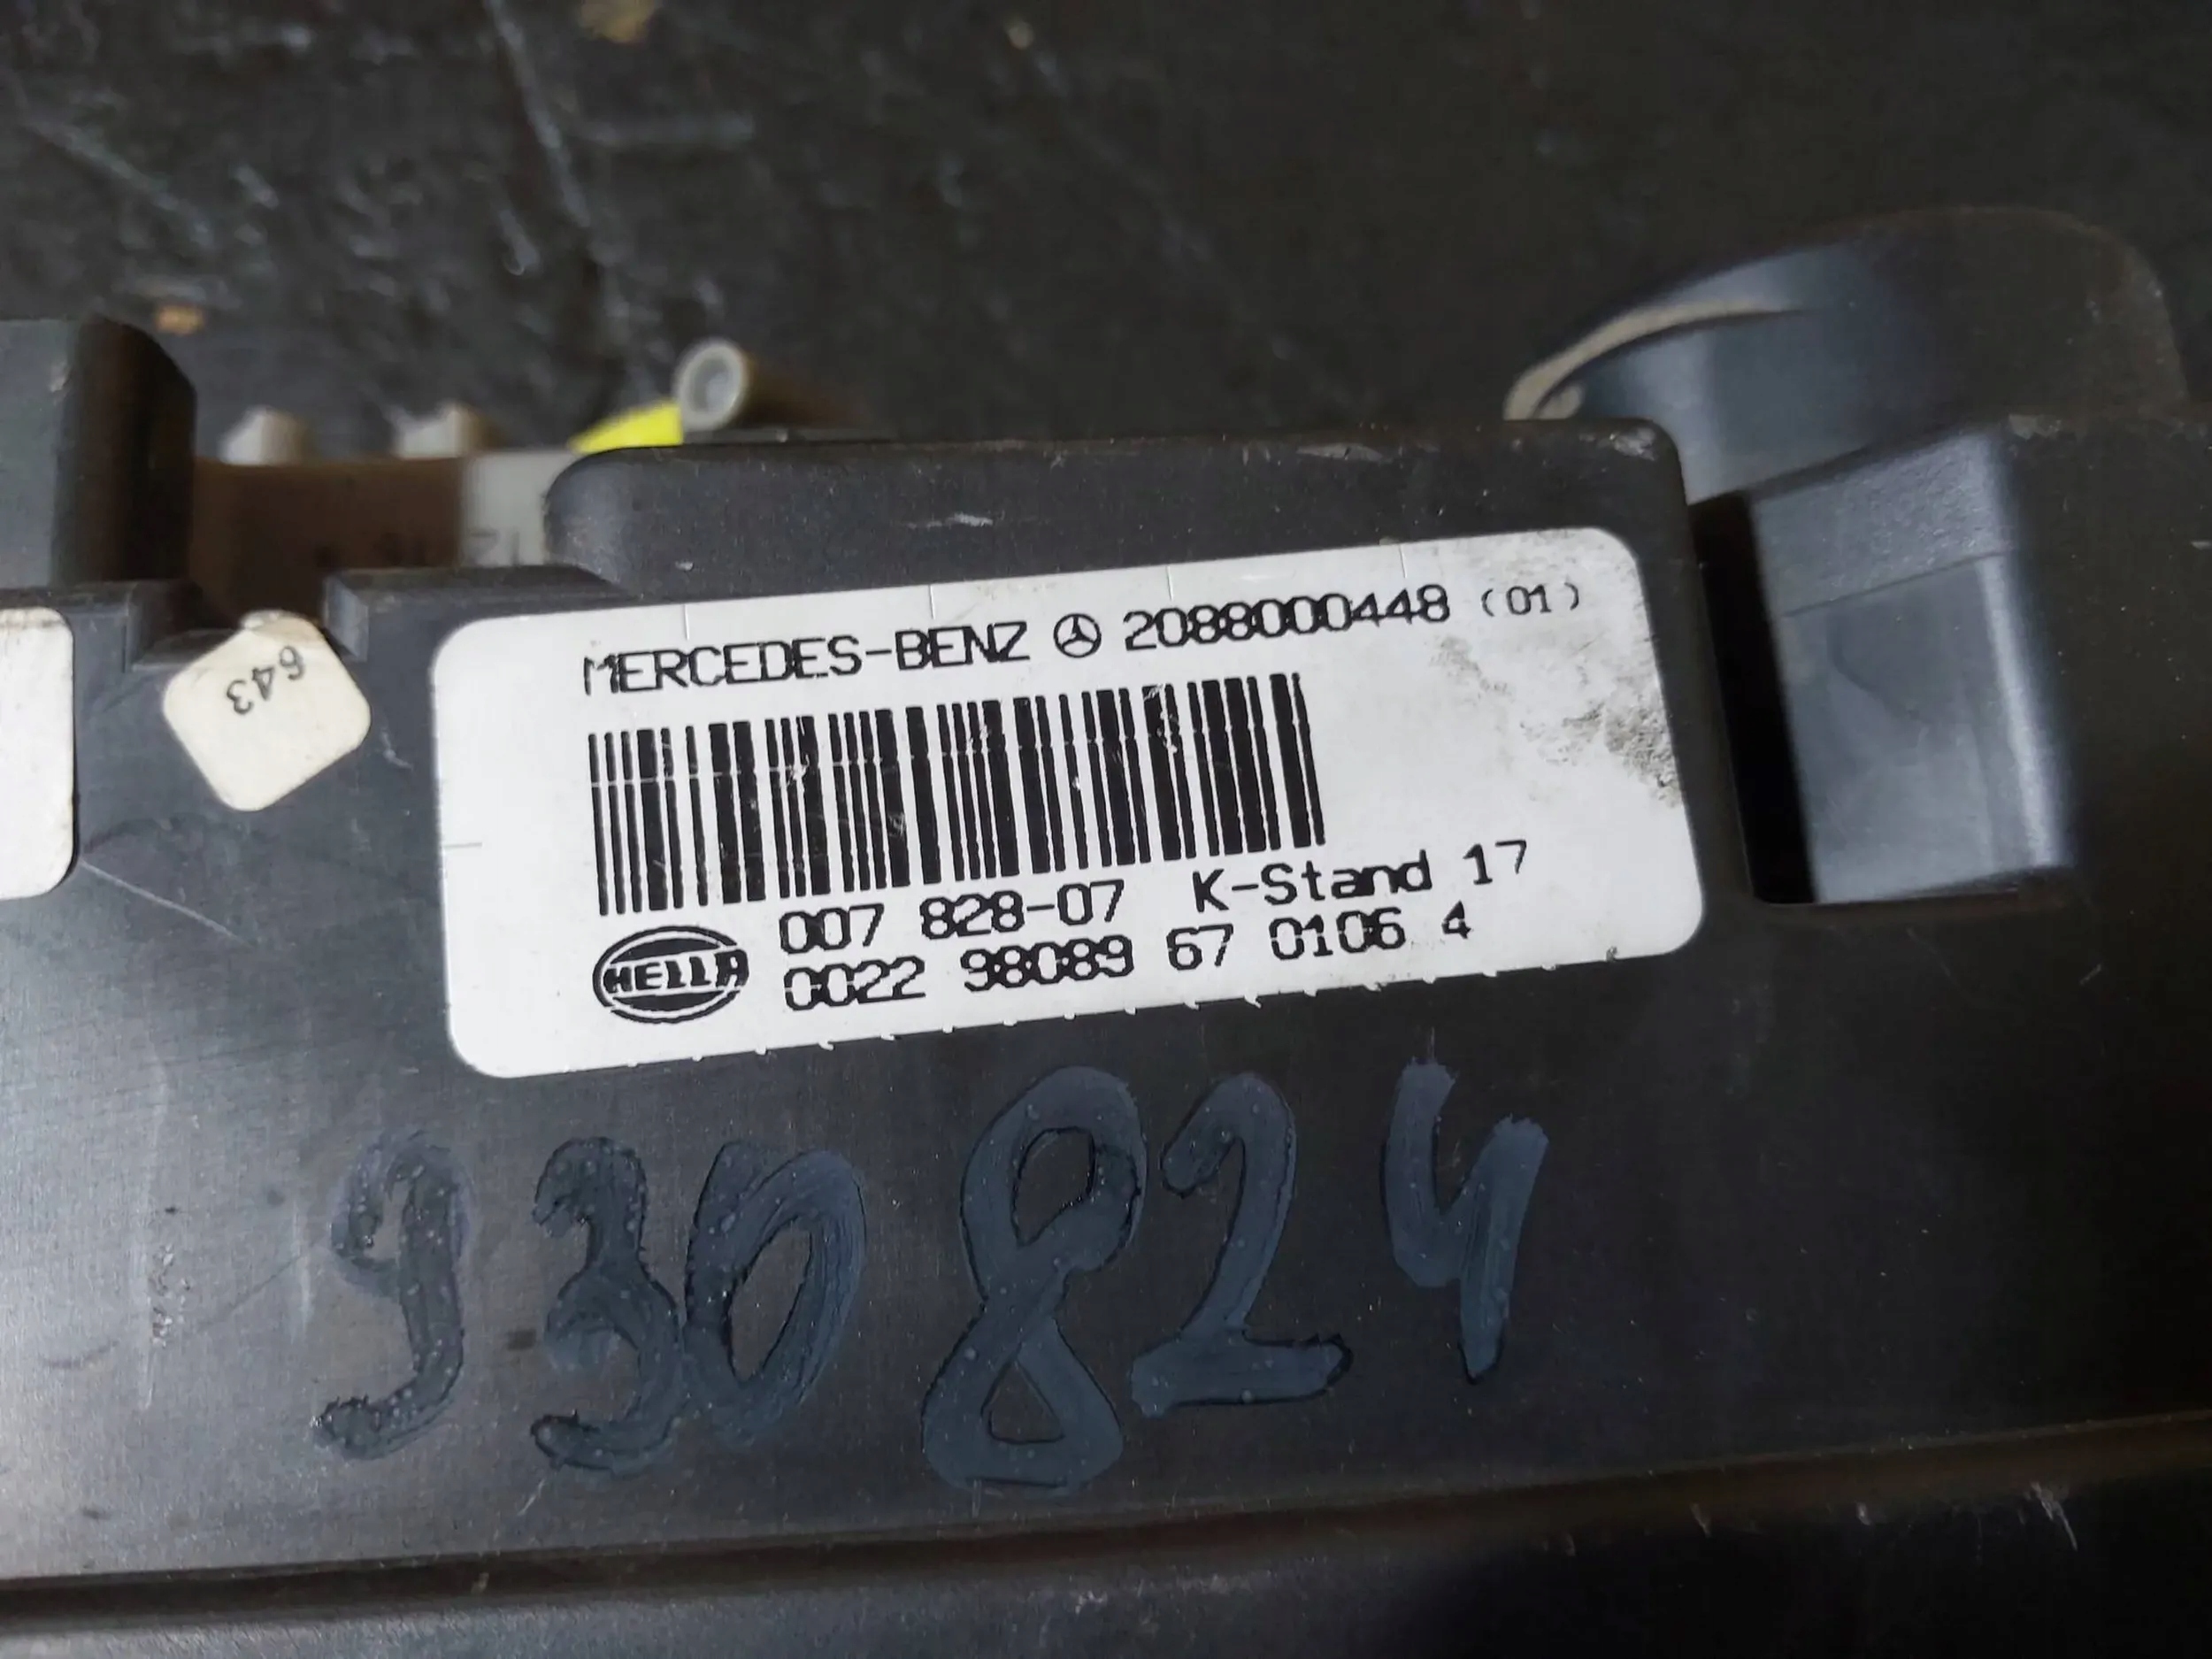 MERCEDES-BENZ 2088000448 (01)
643
007 828-07 K-Stand 17
HELLA 0022 98089 67 0106 4
930824